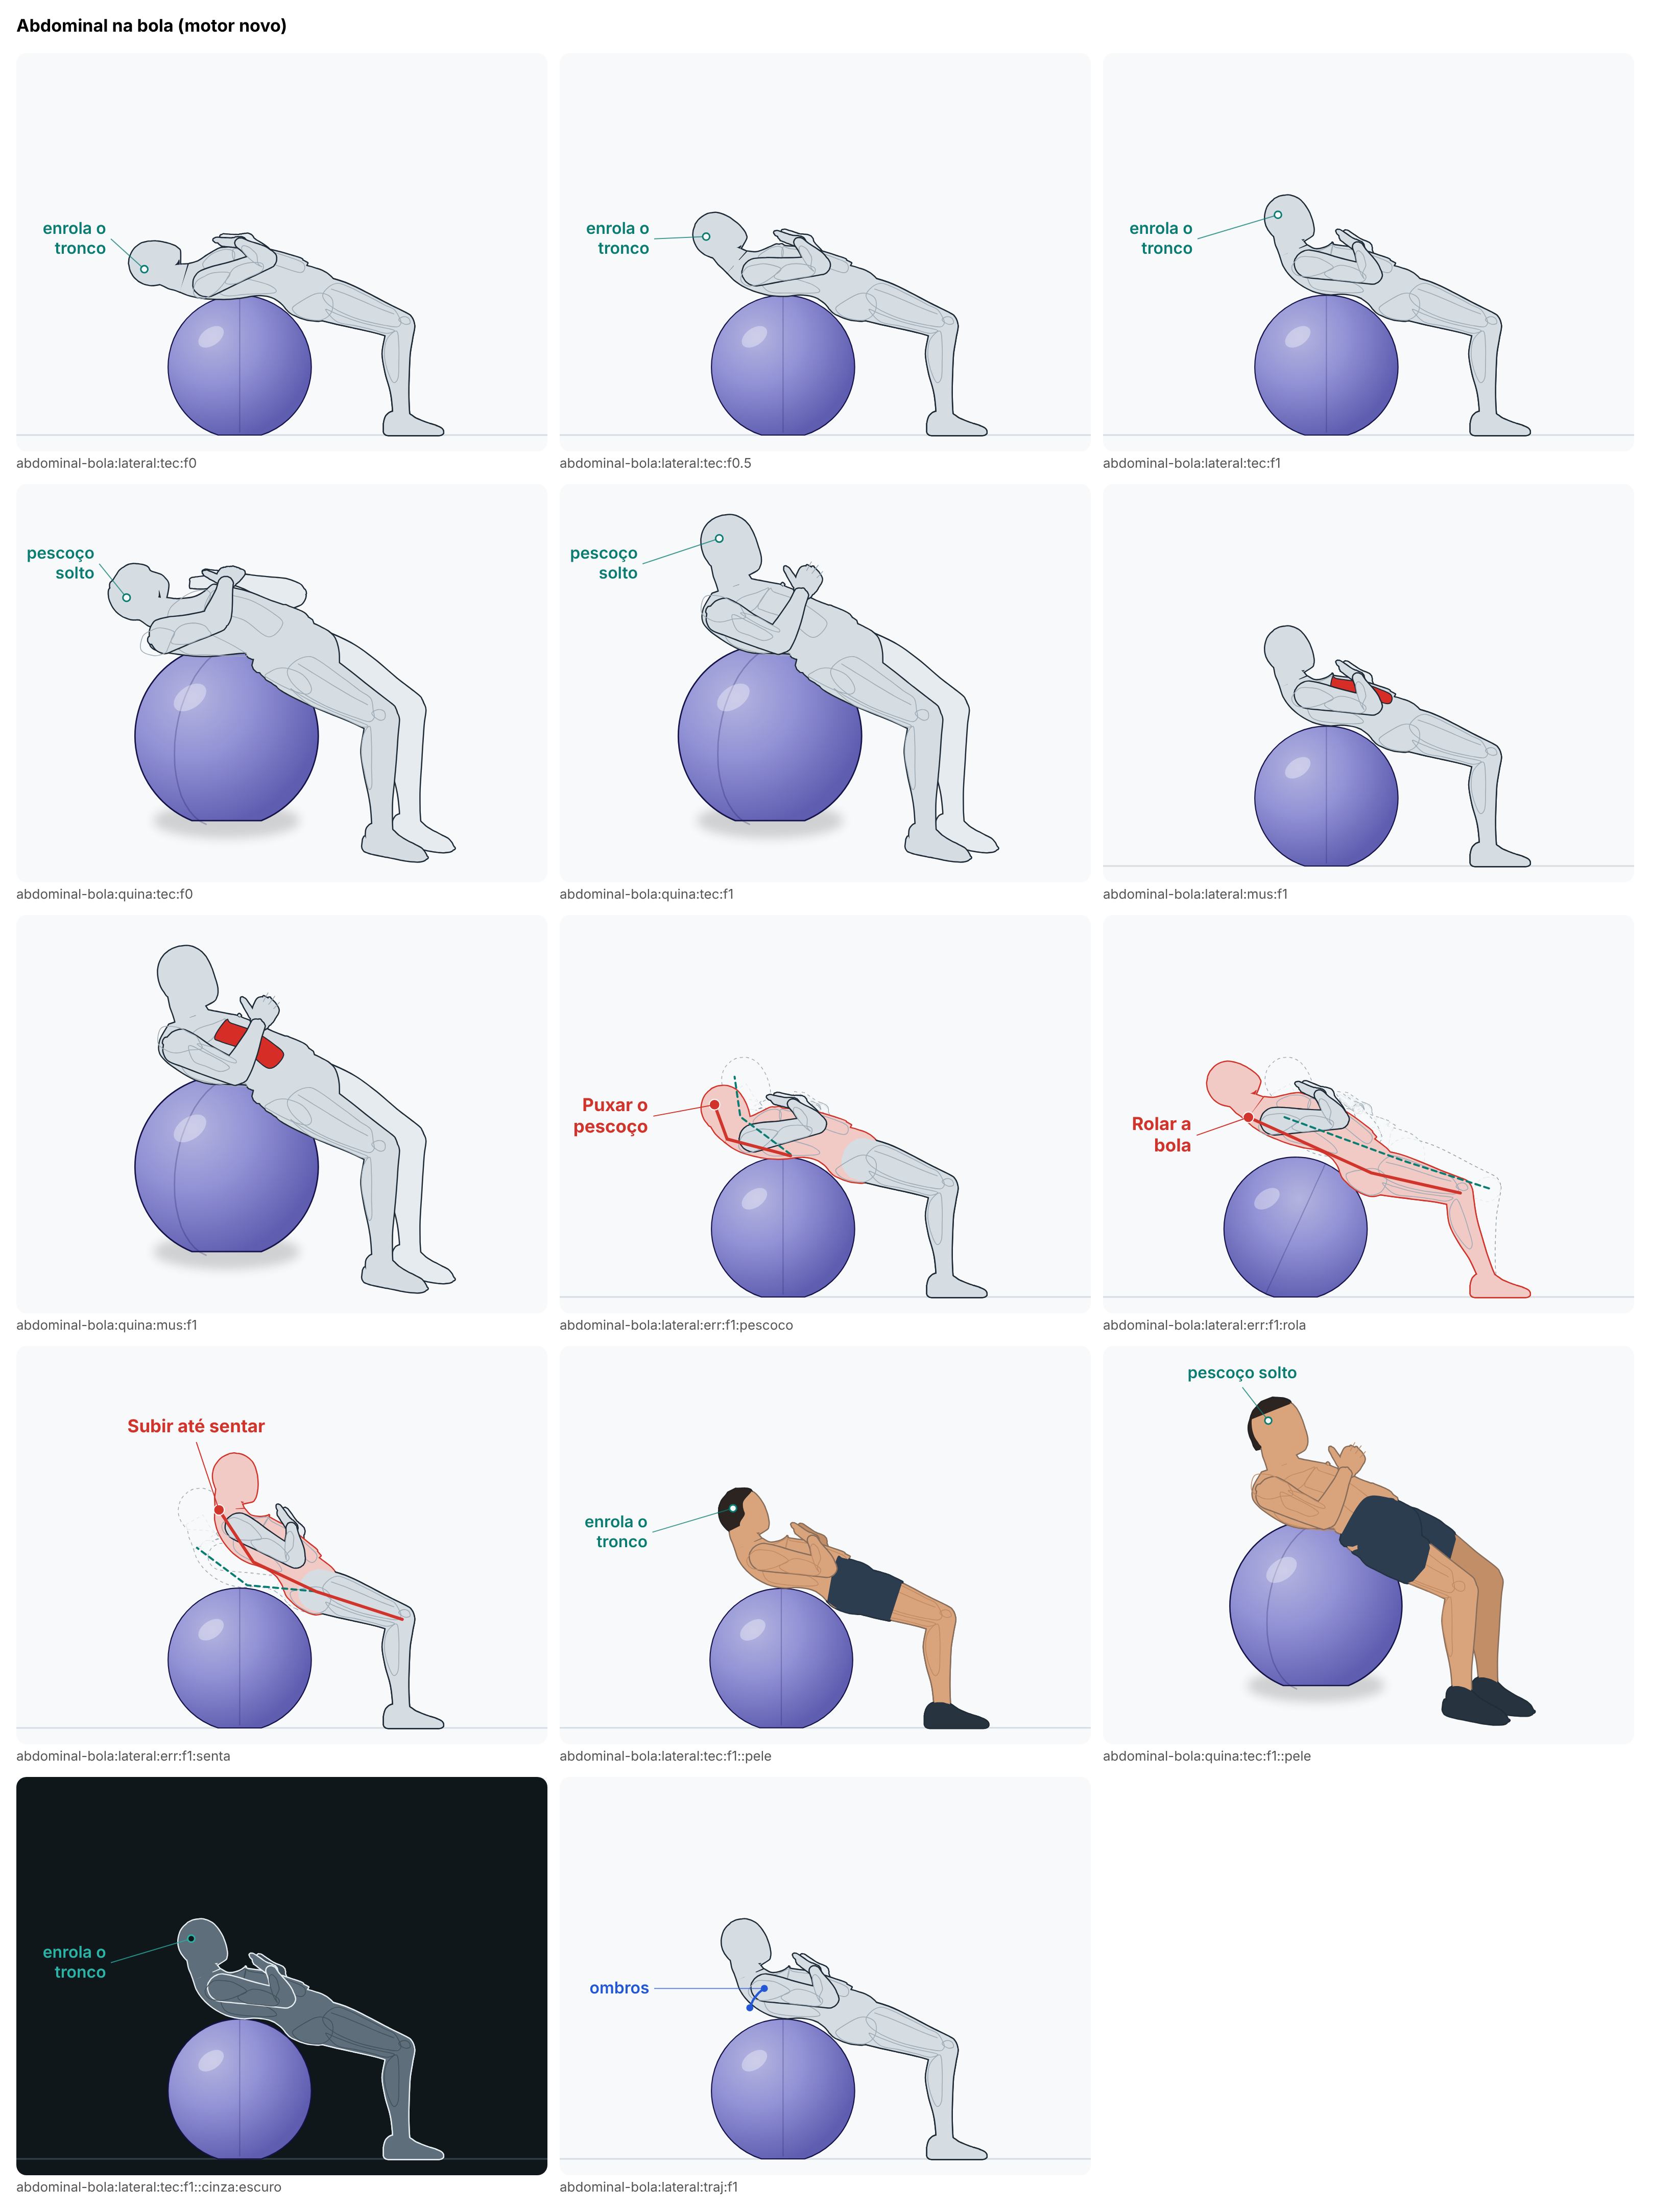 Abdominal na bola (motor novo)
enrola o
tronco
enrola o
tronco
enrola o
tronco
abdominal-bola:lateral:tec:f0
abdominal-bola:lateral:tec:f0.5
abdominal-bola:lateral:tec:f1
pescoço
solto
pescoço
solto
abdominal-bola:quina:tec:f0
abdominal-bola:quina:tec:f1
abdominal-bola:lateral:mus:f1
Puxar o
pescoço
Rolar a
bola
abdominal-bola:quina:mus:f1
abdominal-bola:lateral:err:f1:pescoco
abdominal-bola:lateral:err:f1:rola
Subir até sentar
enrola o
tronco
pescoço solto
abdominal-bola:lateral:err:f1:senta
abdominal-bola:lateral:tec:f1::pele
abdominal-bola:quina:tec:f1::pele
enrola o
tronco
ombros
abdominal-bola:lateral:tec:f1::cinza:escuro
abdominal-bola:lateral:traj:f1